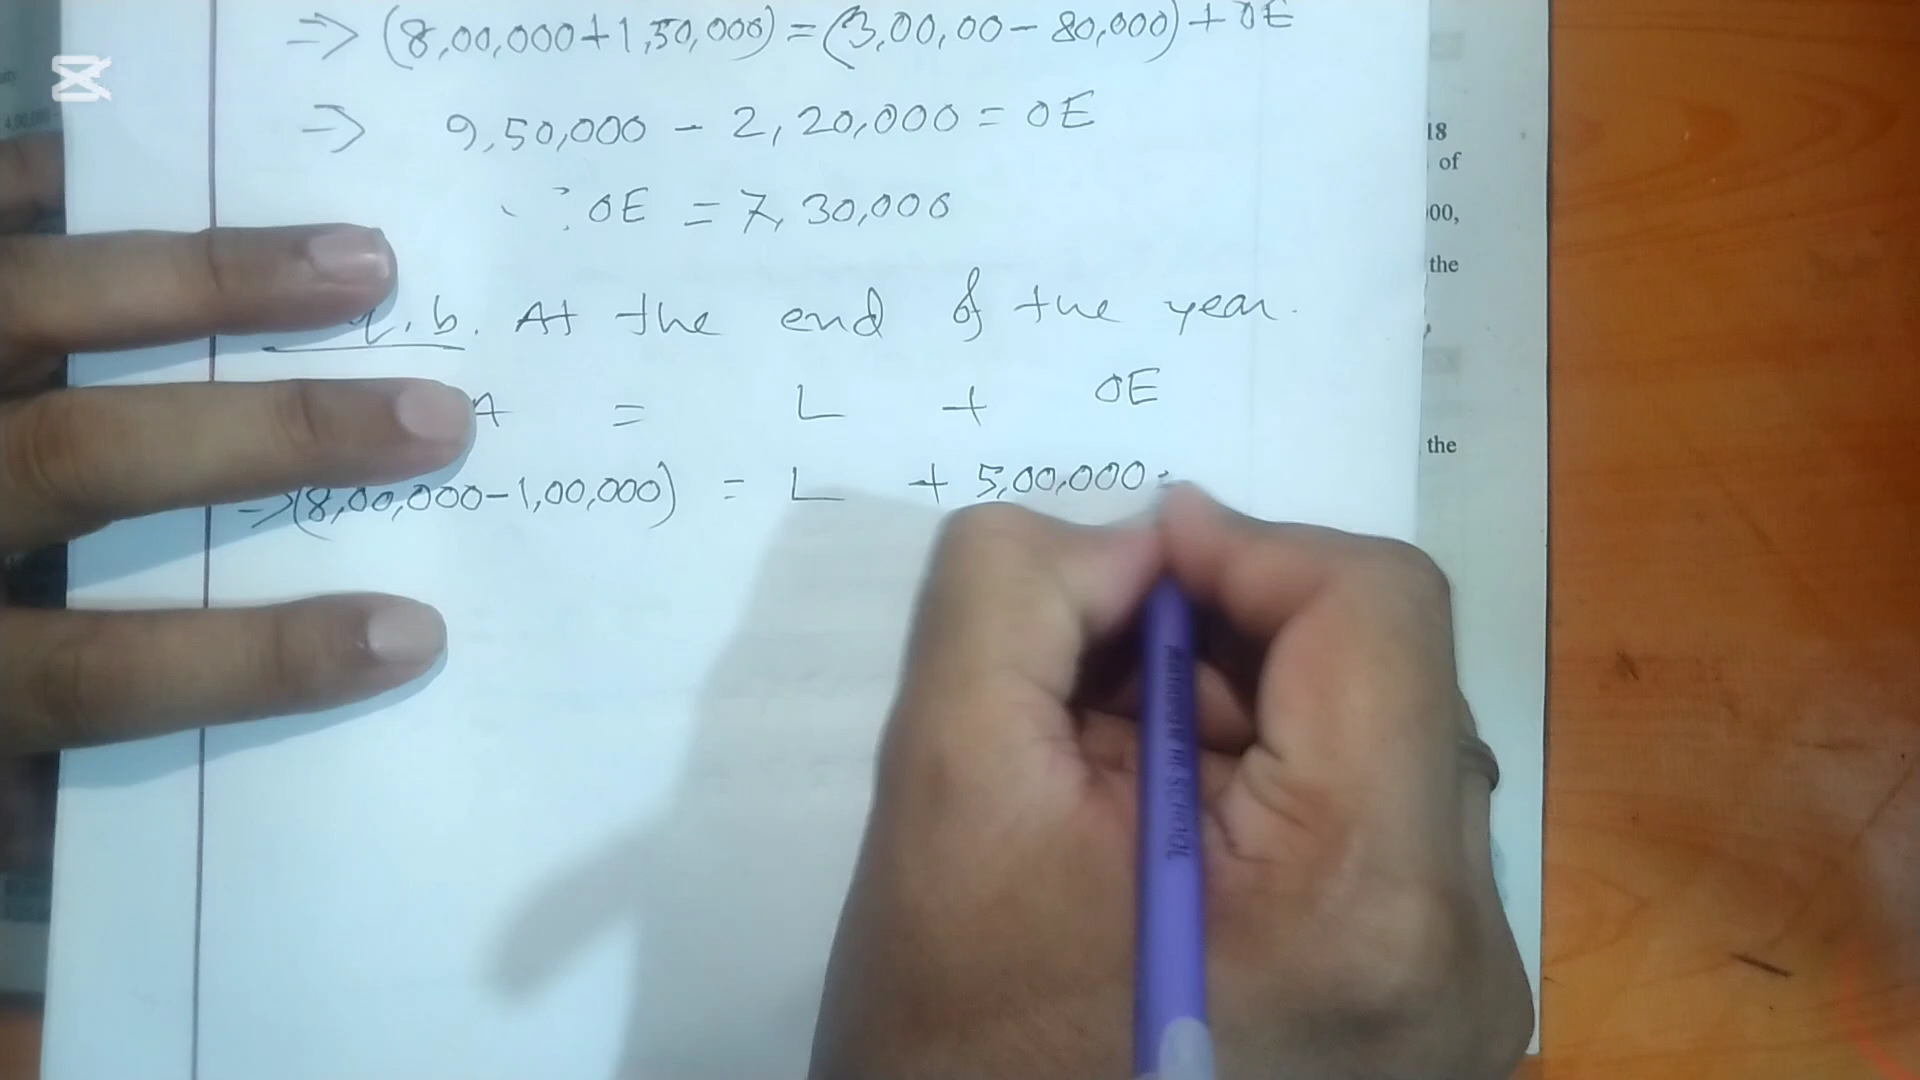 => (8,00,000+1,50,000) = (3,00,00 - 80,000) + OE
=> 9,50,000 - 2,20,000 = OE
∴ OE = 7,30,000
b. At the end of the year.
A = L + OE
=> (8,00,000-1,00,000) = L + 5,00,000
18
of
00,
the
the